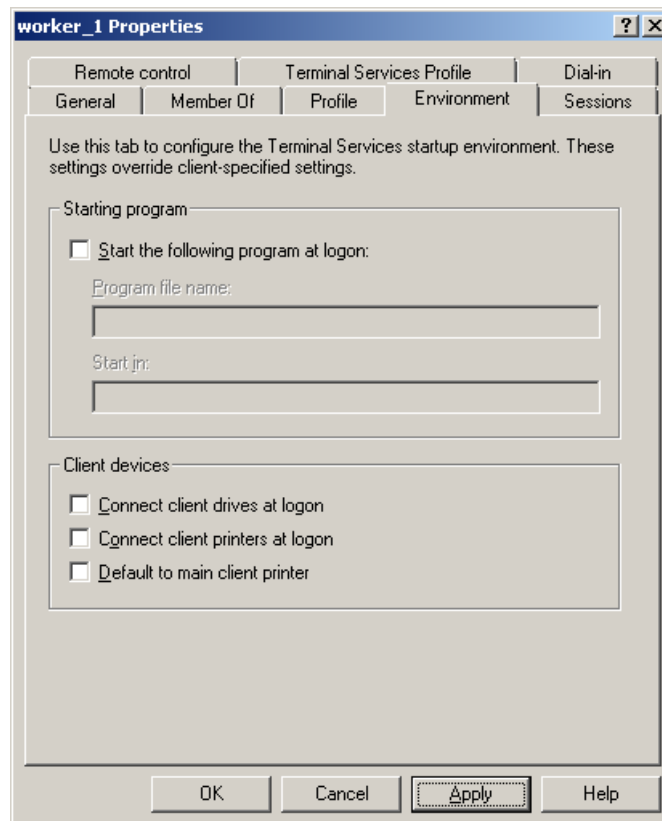 worker_1 Properties
Remote control Terminal Services Profile Dial-in
General Member Of Profile Environment Sessions
Use this tab to configure the Terminal Services startup environment. These
settings override client-specified settings.
Starting program
Start the following program at logon:
Program file name:
Start in:
Client devices
Connect client drives at logon
Connect client printers at logon
Default to main client printer
OK Cancel Apply Help